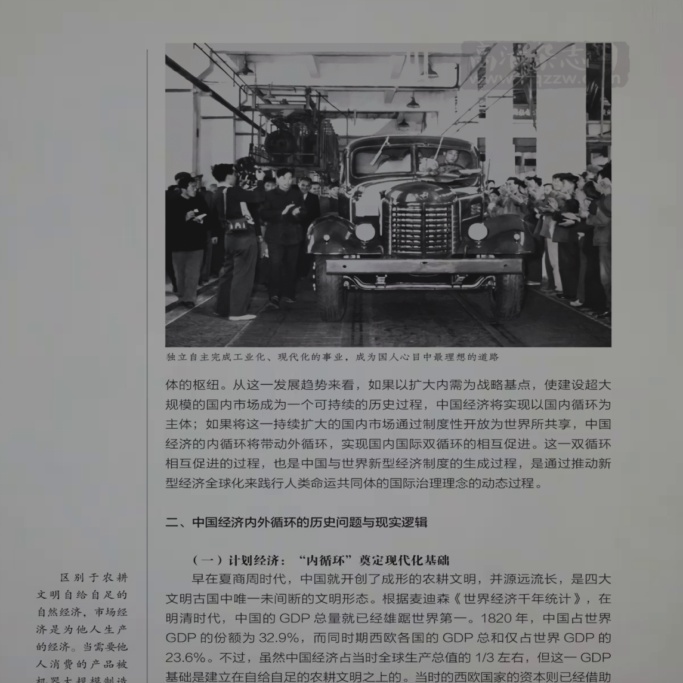 高清杂志网
www.gqzzw.com
独立自主完成工业化、现代化的事业，成为国人心目中最理想的道路
体的枢纽。从这一发展趋势来看，如果以扩大内需为战略基点，使建设超大
规模的国内市场成为一个可持续的历史过程，中国经济将实现以国内循环为
主体；如果将这一持续扩大的国内市场通过制度性开放为世界所共享，中国
经济的内循环将带动外循环，实现国内国际双循环的相互促进。这一双循环
相互促进的过程，也是中国与世界新型经济制度的生成过程，是通过推动新
型经济全球化来践行人类命运共同体的国际治理理念的动态过程。
二、中国经济内外循环的历史问题与现实逻辑
（一）计划经济：“内循环”奠定现代化基础
早在夏商周时代，中国就开创了成形的农耕文明，并源远流长，是四大
文明古国中唯一未间断的文明形态。根据麦迪森《世界经济千年统计》，在
明清时代，中国的 GDP 总量就已经雄踞世界第一。1820 年，中国占世界
GDP 的份额为 32.9%，而同时期西欧各国的 GDP 总和仅占世界 GDP 的
23.6%。不过，虽然中国经济占当时全球生产总值的 1/3 左右，但这一 GDP
基础是建立在自给自足的农耕文明之上的。当时的西欧国家的资本则已经借助
区别于农耕
文明自给自足的
自然经济，市场经
济是为他人生产
的经济。当需要他
人消费的产品被
机器大规模制造